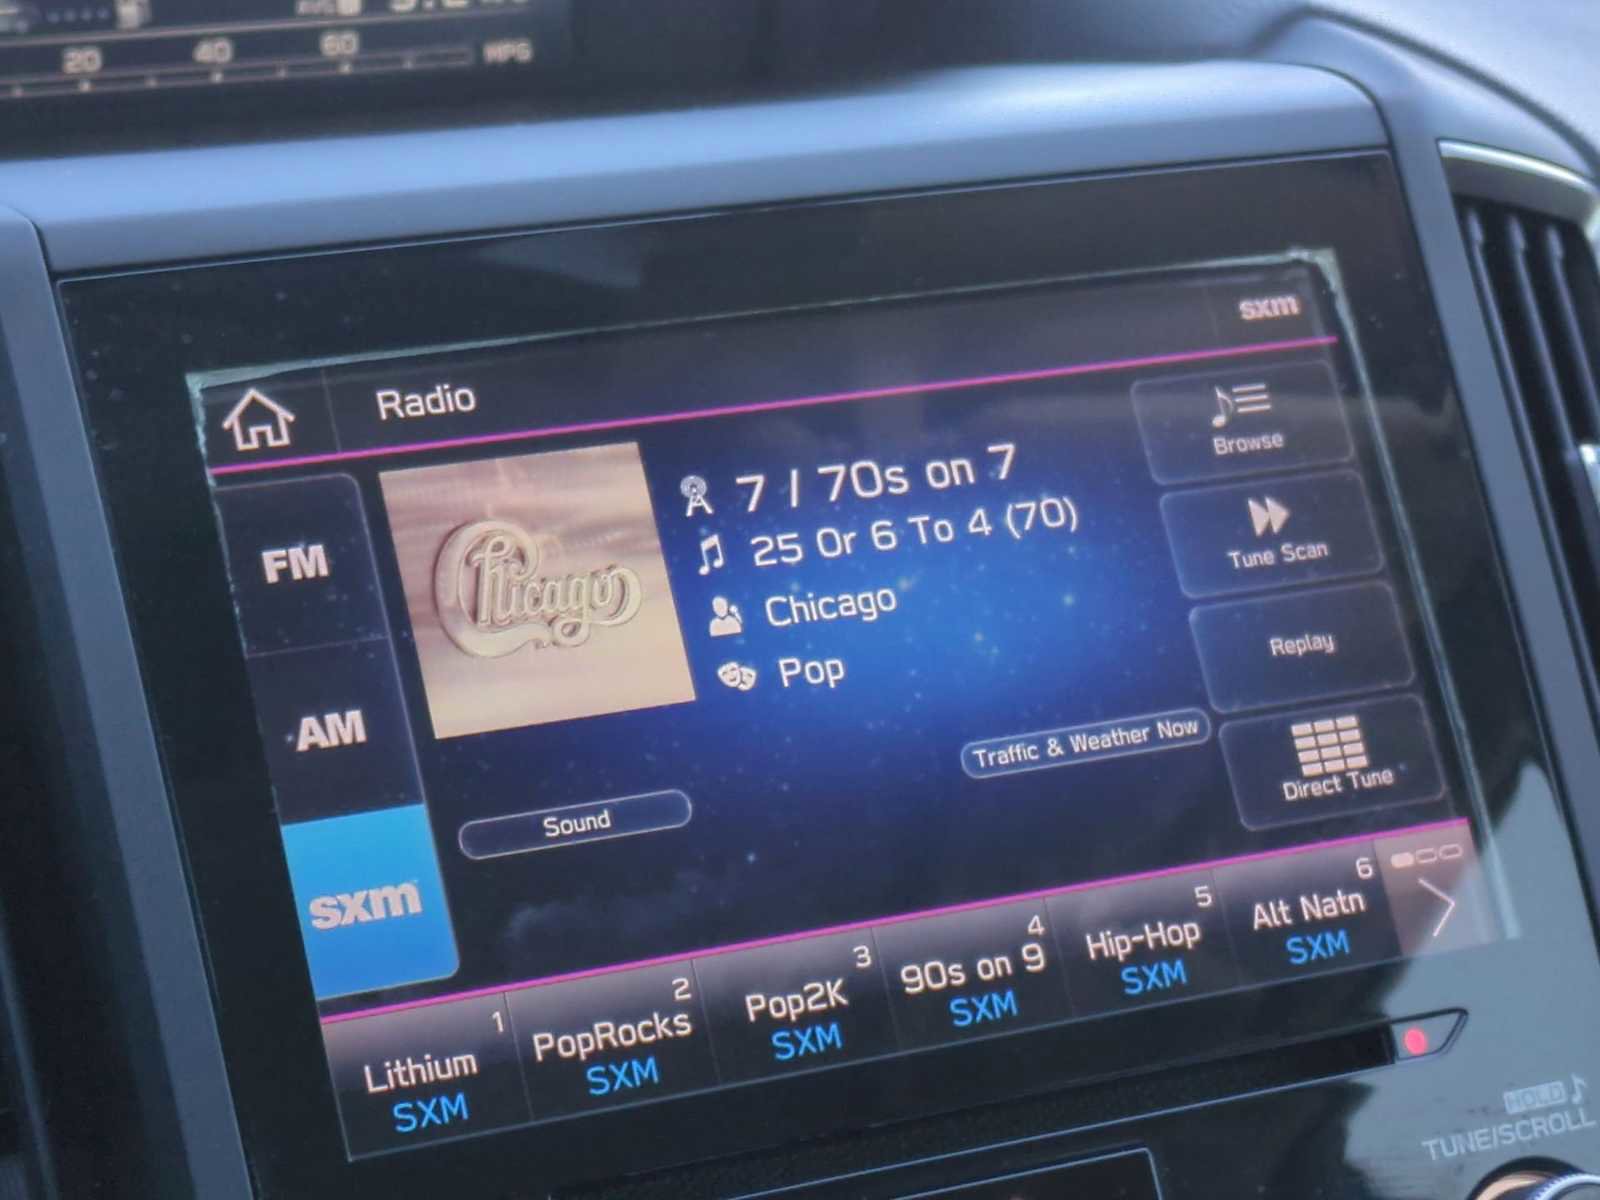 20 40 60 MPG
sxm
Radio
Browse
7 / 70s on 7
FM
Chicago
25 Or 6 To 4 (70)
Tune Scan
Chicago
Replay
Pop
AM
Traffic & Weather Now
Direct Tune
Sound
sxm
1 2 3 4 5 6
Lithium PopRocks Pop2K 90s on 9 Hip-Hop Alt Natn
SXM SXM SXM SXM SXM SXM
HOLD
TUNE/SCROLL